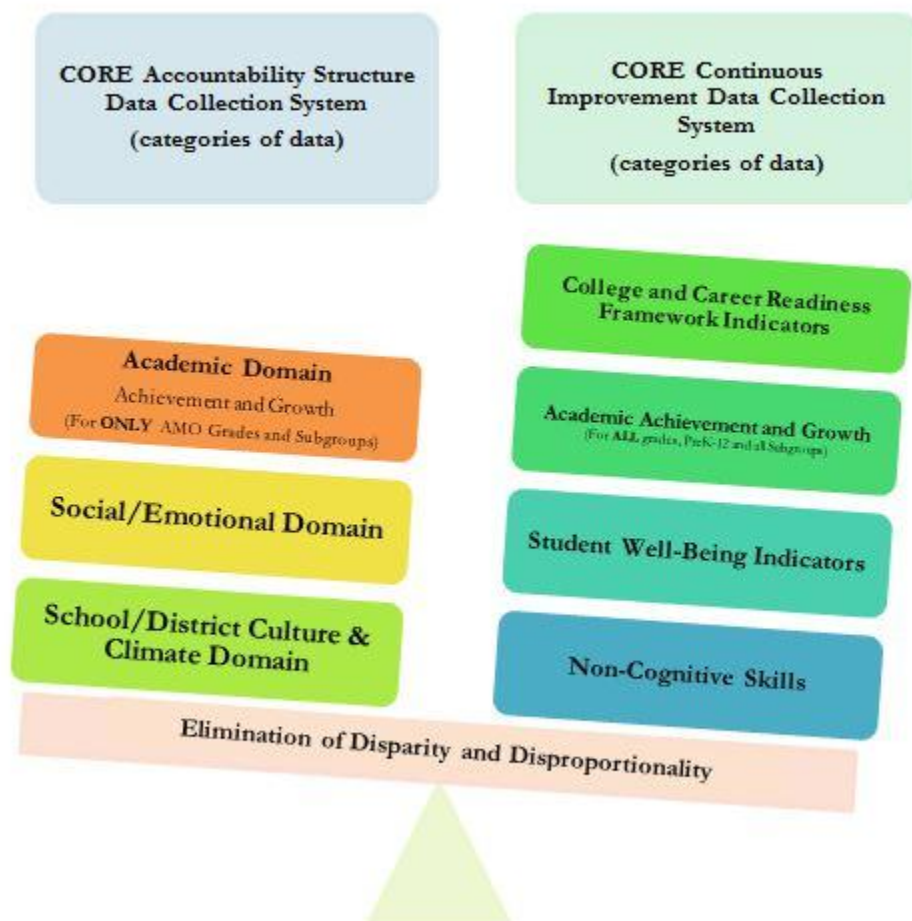 CORE Accountability Structure
Data Collection System
(categories of data)
CORE Continuous
Improvement Data Collection
System
(categories of data)
Academic Domain
Achievement and Growth
(For ONLY AMO Grades and Subgroups)
Social/Emotional Domain
School/District Culture &
Climate Domain
College and Career Readiness
Framework Indicators
Academic Achievement and Growth
(For ALL grades, PreK-12 and all Subgroups)
Student Well-Being Indicators
Non-Cognitive Skills
Elimination of Disparity and Disproportionality